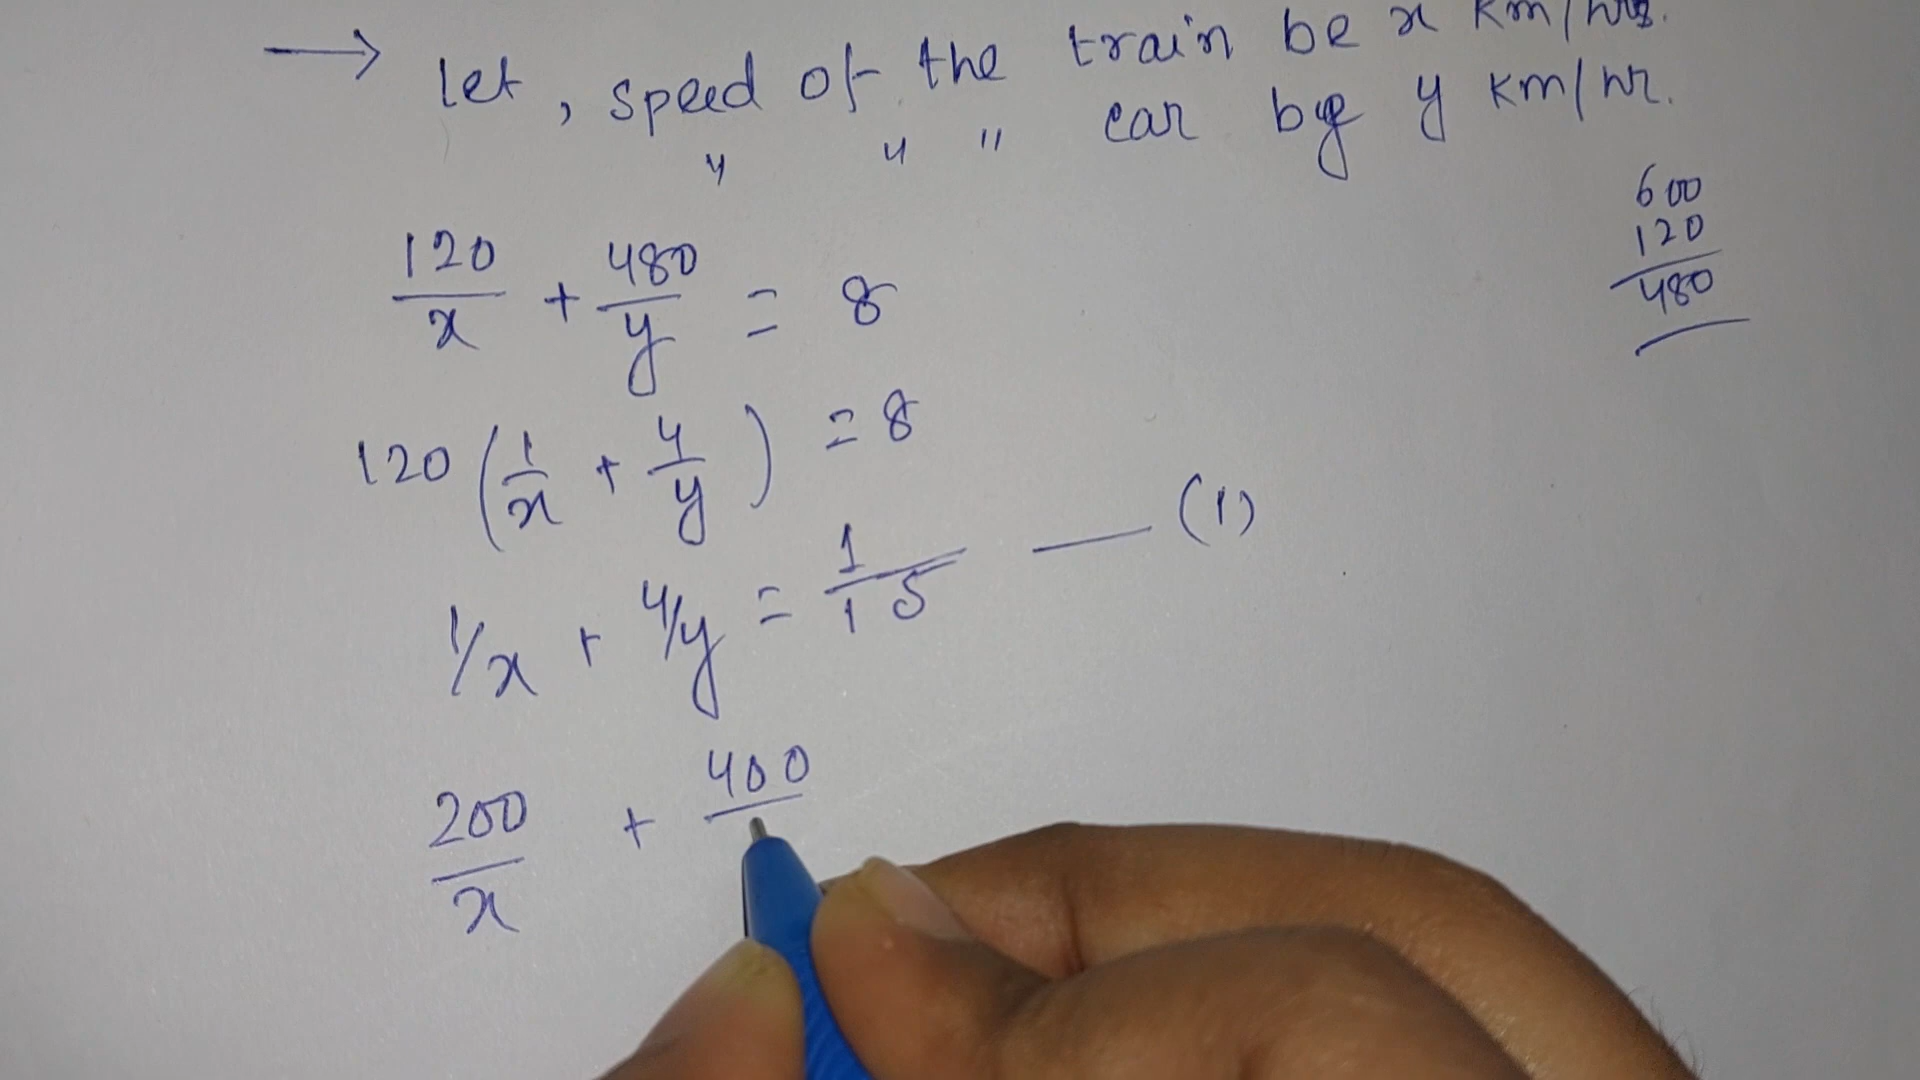 → let, speed of the train be x km/hrs.
" " " car be y km/hr.
600
120
480
120/x + 480/y = 8
120 (1/x + 4/y) = 8
1/x + 4/y = 1/15 — (1)
200/x + 400